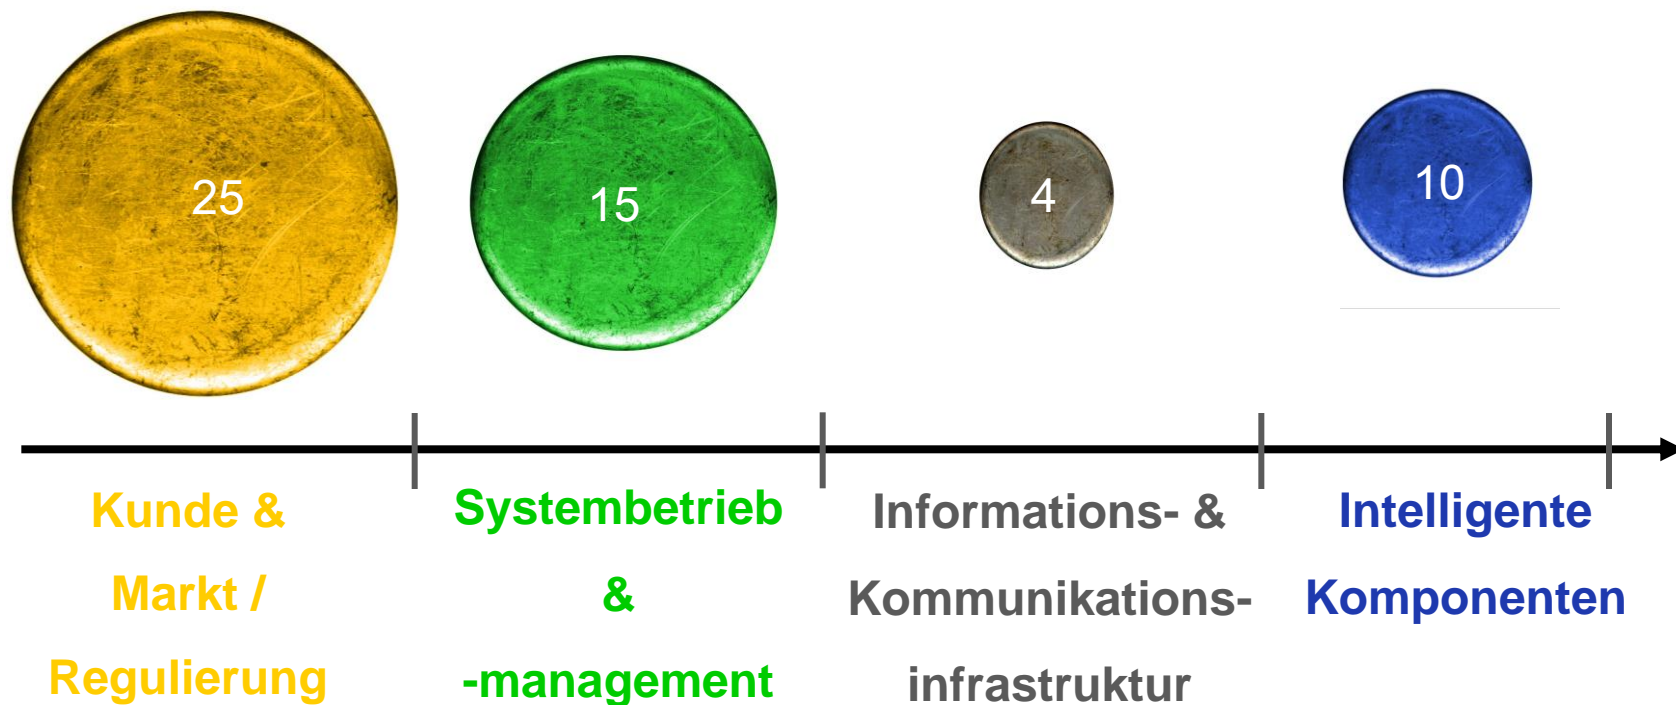 25
15
4
10
Kunde &
Markt /
Regulierung
Systembetrieb
&
-management
Informations- &
Kommunikations-
infrastruktur
Intelligente
Komponenten